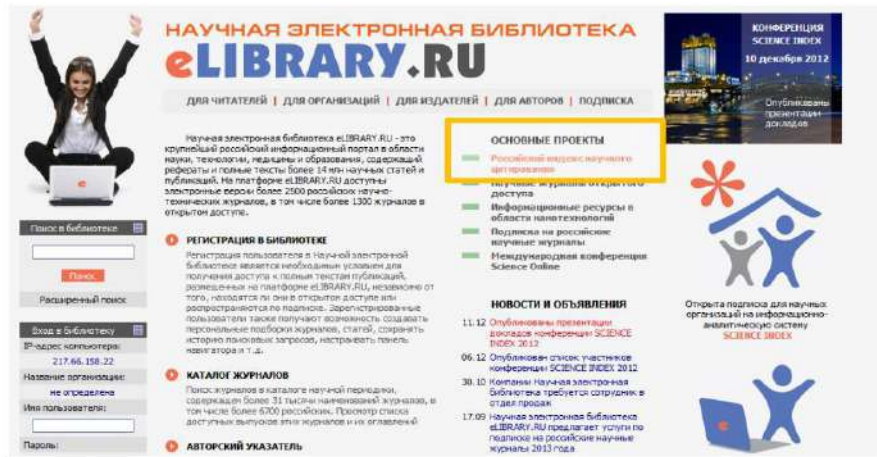 НАУЧНАЯ ЭЛЕКТРОННАЯ БИБЛИОТЕКА
eLIBRARY.RU
ДЛЯ ЧИТАТЕЛЕЙ | ДЛЯ ОРГАНИЗАЦИЙ | ДЛЯ ИЗДАТЕЛЕЙ | ДЛЯ АВТОРОВ | ПОДПИСКА
КОНФЕРЕНЦИЯ
SCIENCE INDEX
10 декабря 2012
Опубликованы
презентации
докладов
Научная электронная библиотека eLIBRARY.RU - это
крупнейший российский информационный портал в области
науки, технологии, медицины и образования, содержащий
рефераты и полные тексты более 14 млн научных статей и
публикаций. На платформе eLIBRARY.RU доступны
электронные версии более 2500 российских научно-
технических журналов, в том числе более 1300 журналов в
открытом доступе.
ОСНОВНЫЕ ПРОЕКТЫ
Российский индекс научного
цитирования
Научные журналы открытого
доступа
Информационные ресурсы в
области нанотехнологий
Подписка на российские
научные журналы
Международная конференция
Science Online
Поиск в библиотеке
Поиск
Расширенный поиск
Вход в библиотеку
IP-адрес компьютера:
217.66.158.22
Название организации:
не определена
Имя пользователя:
Пароль:
РЕГИСТРАЦИЯ В БИБЛИОТЕКЕ
Регистрация пользователя в Научной электронной
библиотеке является необходимым условием для
получения доступа к полным текстам публикаций,
размещенных на платформе eLIBRARY.RU, независимо от
того, находятся ли они в открытом доступе или
распространяются по подписке. Зарегистрированные
пользователи также получают возможность создавать
персональные подборки журналов, статей, сохранять
историю поисковых запросов, настраивать панель
навигатора и т.д.
КАТАЛОГ ЖУРНАЛОВ
Поиск журналов в каталоге научной периодики,
содержащем более 31 тысячи наименований журналов, в
том числе более 6700 российских. Просмотр списка
доступных выпусков этих журналов и их оглавлений
АВТОРСКИЙ УКАЗАТЕЛЬ
НОВОСТИ И ОБЪЯВЛЕНИЯ
11.12 Опубликованы презентации
докладов конференции SCIENCE
INDEX 2012
06.12 Опубликован список участников
конференции SCIENCE INDEX 2012
30.10 Компании Научная электронная
библиотека требуется сотрудник в
отдел продаж
17.09 Научная электронная библиотека
eLIBRARY.RU предлагает услуги по
подписке на российские научные
журналы 2013 года
Открыта подписка для научных
организаций на информационно-
аналитическую систему
SCIENCE INDEX